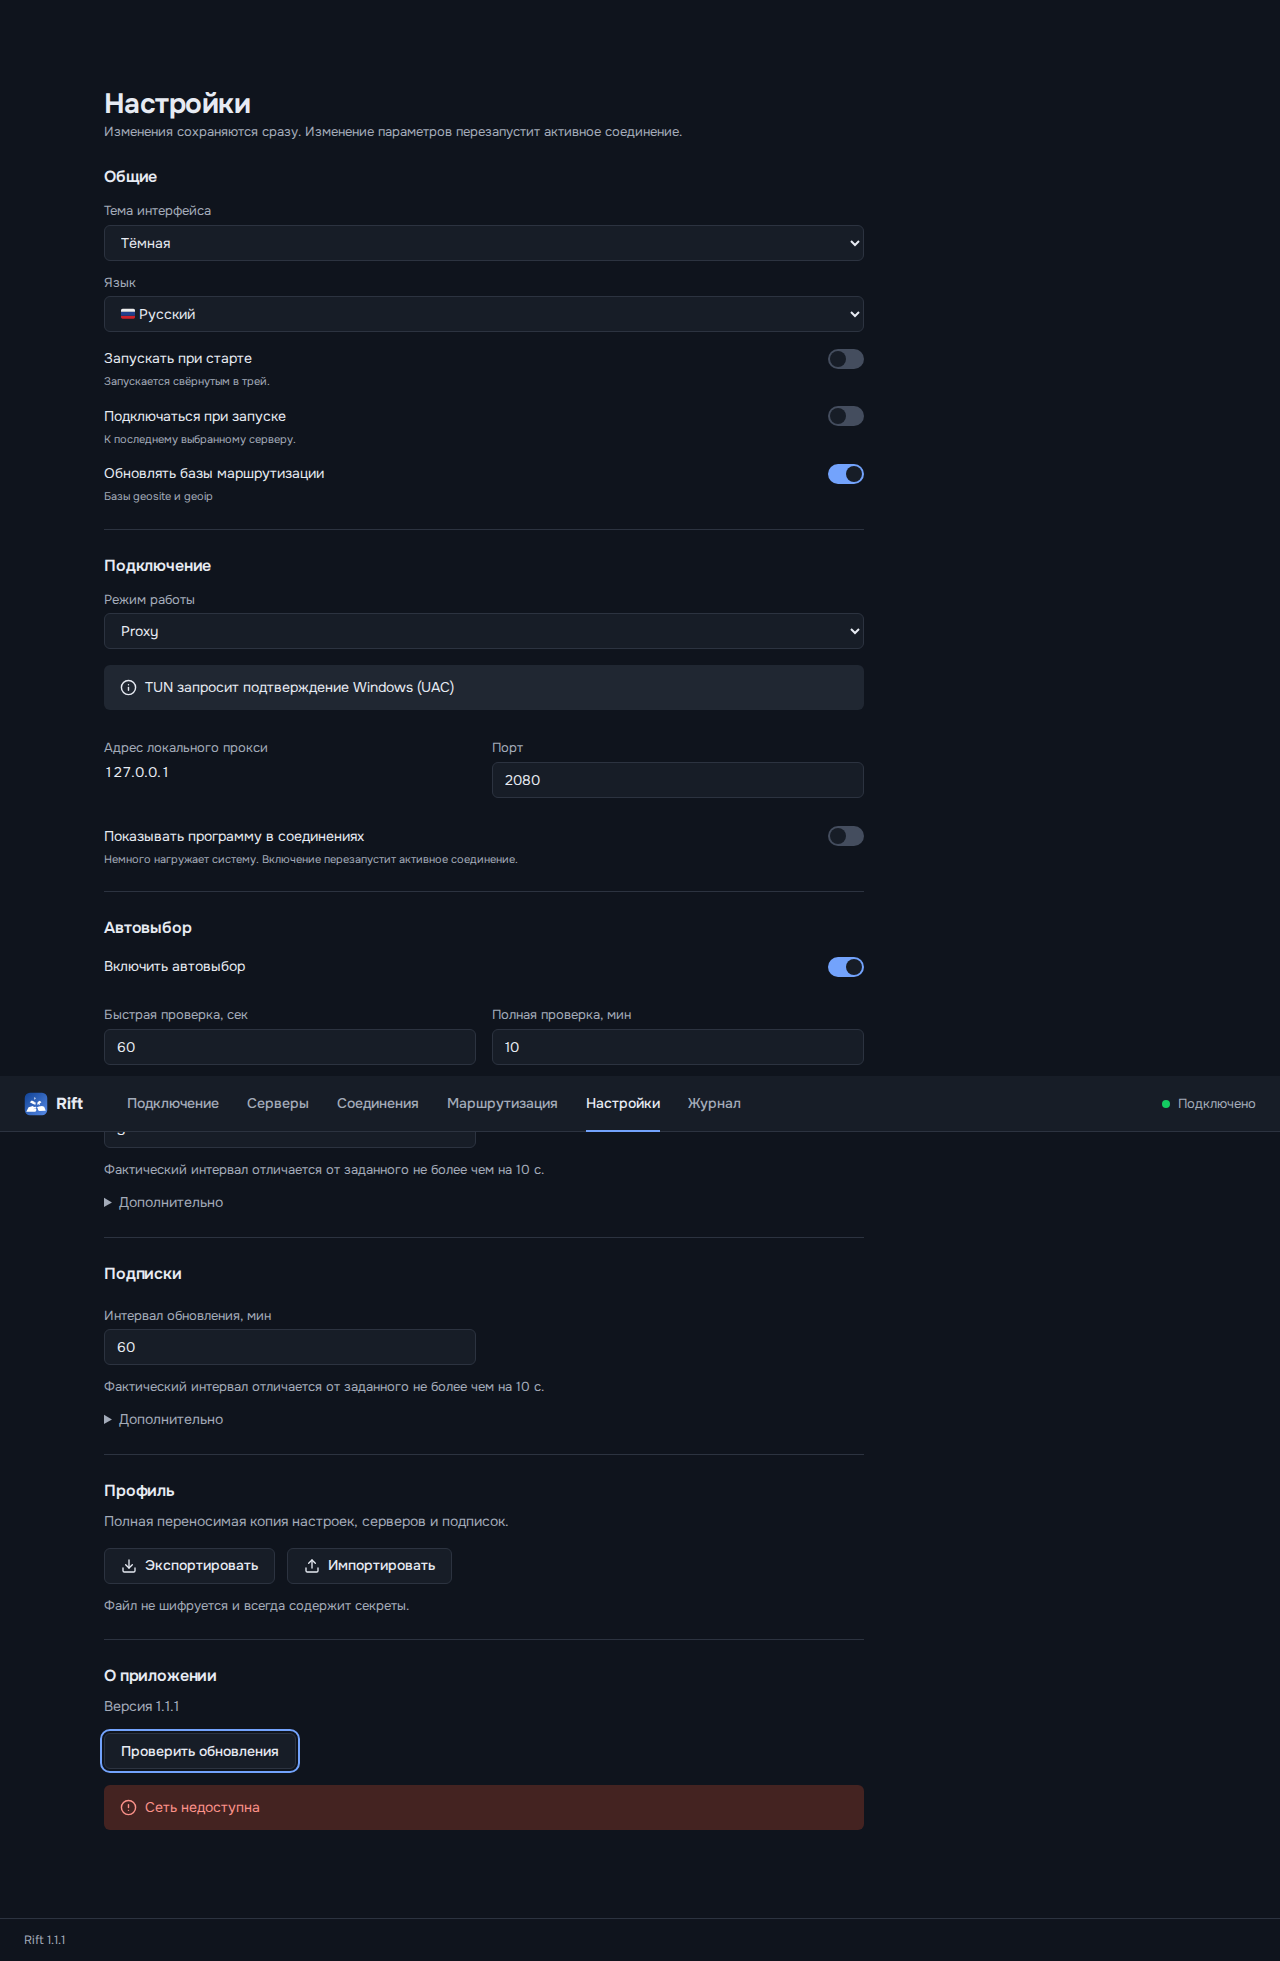 Настройки
Изменения сохраняются сразу. Изменение параметров перезапустит активное соединение.
Общие
Тема интерфейса
Тёмная
Язык
Русский
Запускать при старте
Запускается свёрнутым в трей.
Подключаться при запуске
К последнему выбранному серверу.
Обновлять базы маршрутизации
Базы geosite и geoip
Подключение
Режим работы
Proxy
TUN запросит подтверждение Windows (UAC)
Адрес локального прокси
127.0.0.1
Порт
2080
Показывать программу в соединениях
Немного нагружает систему. Включение перезапустит активное соединение.
Автовыбор
Включить автовыбор
Быстрая проверка, сек
60
Полная проверка, мин
10
Rift Подключение Серверы Соединения Маршрутизация Настройки Журнал Подключено
Фактический интервал отличается от заданного не более чем на 10 с.
Дополнительно
Подписки
Интервал обновления, мин
60
Фактический интервал отличается от заданного не более чем на 10 с.
Дополнительно
Профиль
Полная переносимая копия настроек, серверов и подписок.
Экспортировать Импортировать
Файл не шифруется и всегда содержит секреты.
О приложении
Версия 1.1.1
Проверить обновления
Сеть недоступна
Rift 1.1.1